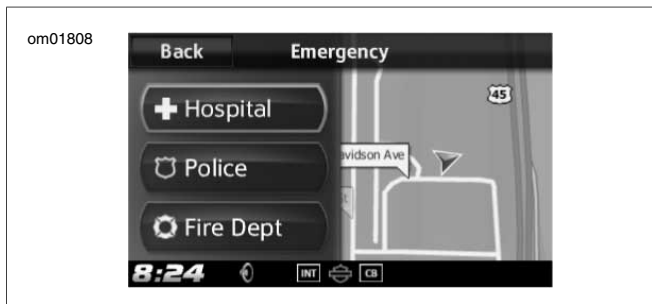 om01808
Back Emergency
45
Hospital
avidson Ave
Police
Fire Dept
8:24 INT CB